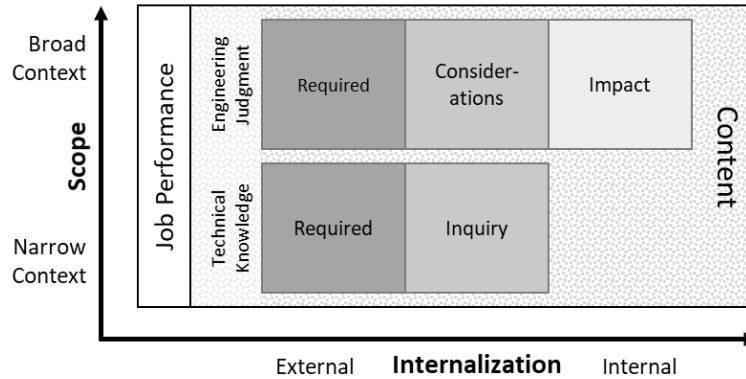 Broad
Context
Scope
Narrow
Context
Job Performance
Engineering
Judgment
Required
Consider-
ations
Impact
Technical
Knowledge
Required
Inquiry
Content
External
Internalization
Internal